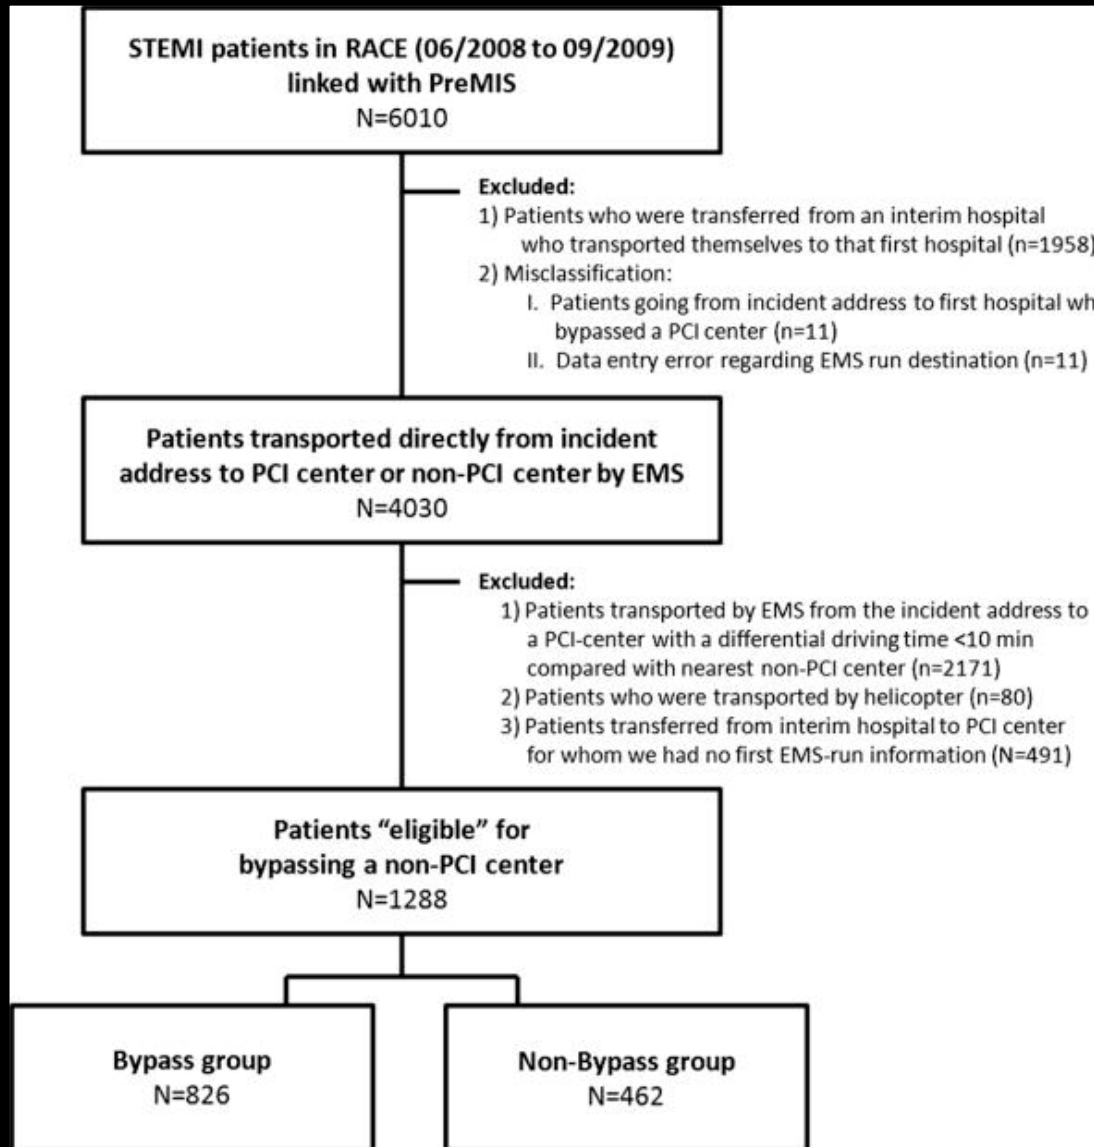 STEMI patients in RACE (06/2008 to 09/2009)
linked with PreMIS
N=6010
Excluded:
1) Patients who were transferred from an interim hospital
who transported themselves to that first hospital (n=1958)
2) Misclassification:
I. Patients going from incident address to first hospital wh
bypassed a PCI center (n=11)
II. Data entry error regarding EMS run destination (n=11)
Patients transported directly from incident
address to PCI center or non-PCI center by EMS
N=4030
Excluded:
1) Patients transported by EMS from the incident address to
a PCI-center with a differential driving time <10 min
compared with nearest non-PCI center (n=2171)
2) Patients who were transported by helicopter (n=80)
3) Patients transferred from interim hospital to PCI center
for whom we had no first EMS-run information (N=491)
Patients “eligible” for
bypassing a non-PCI center
N=1288
Bypass group
N=826
Non-Bypass group
N=462